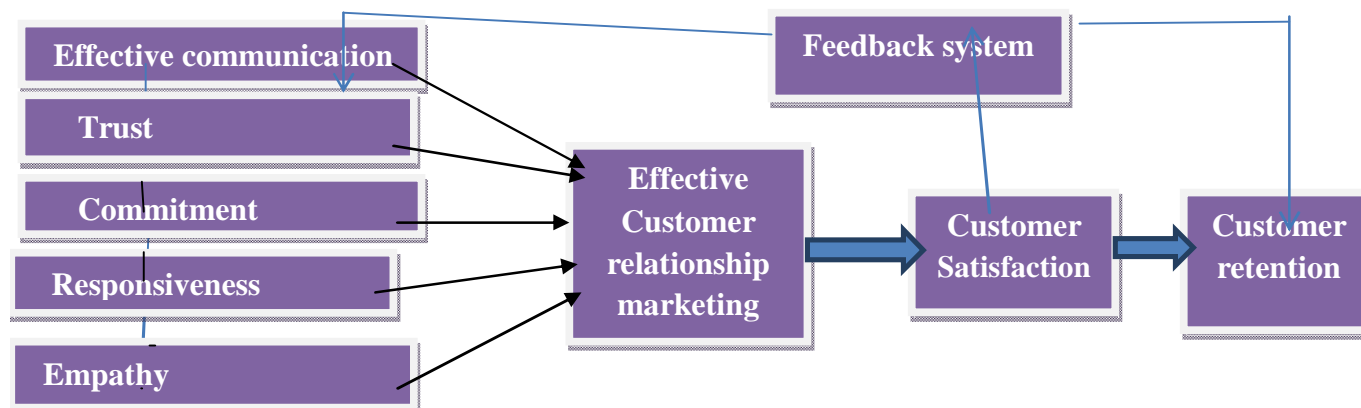 Effective communication
Trust
Commitment
Responsiveness
Empathy
Effective
Customer
relationship
marketing
Feedback system
Customer
Satisfaction
Customer
retention